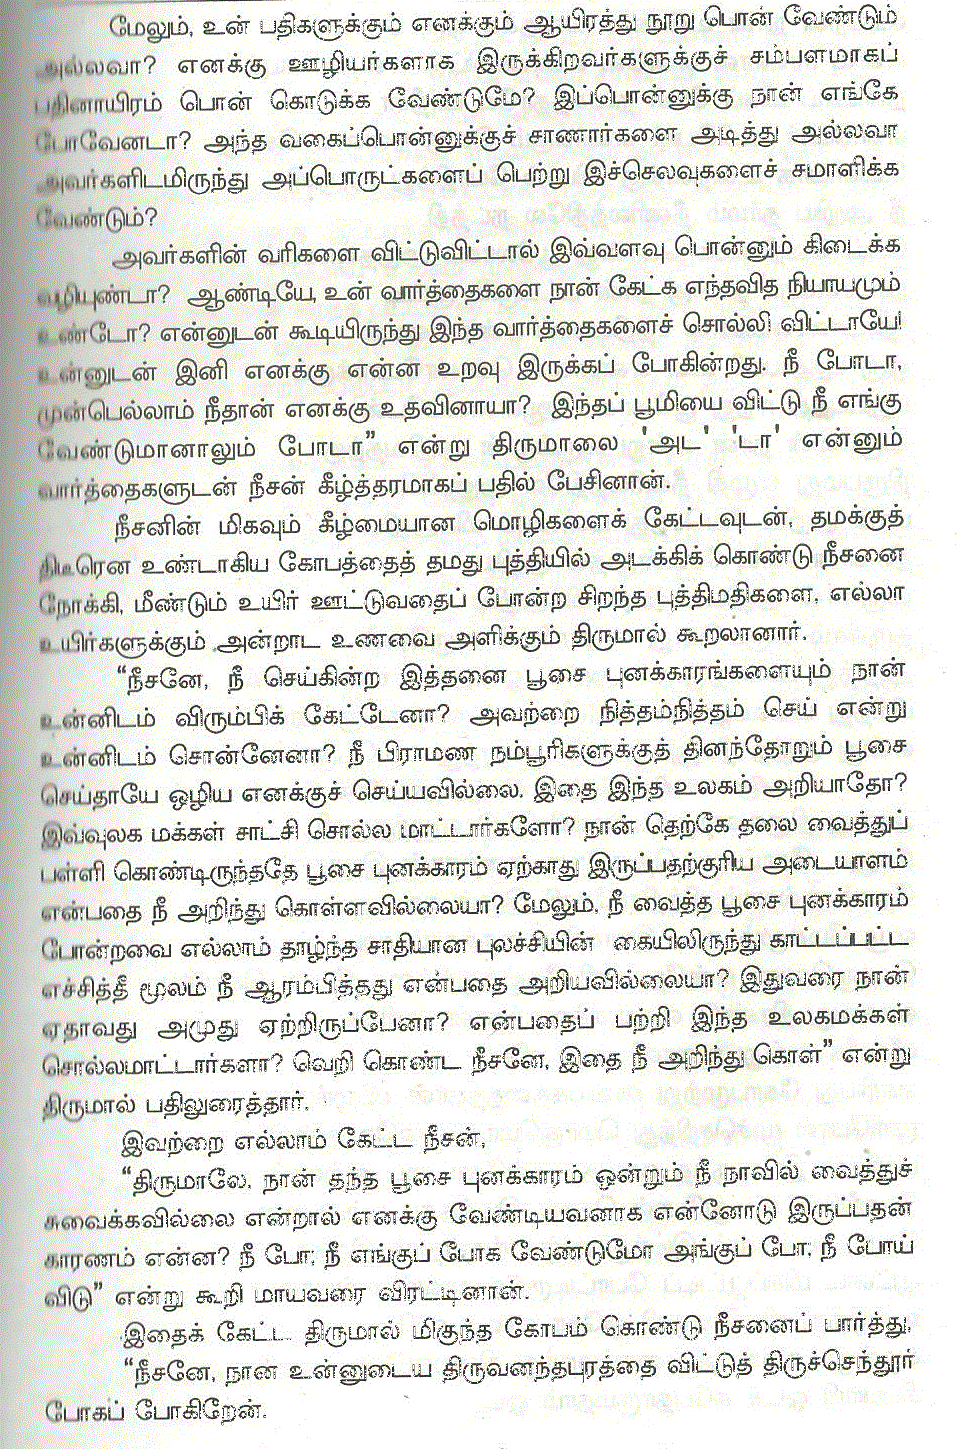 மேலும், உன் பதிகளுக்கும் எனக்கும் ஆயிரத்து நூறு பொன் வேண்டும்
அல்லவா? எனக்கு ஊழியர்களாக இருக்கிறவர்களுக்குச் சம்பளமாகப்
பதினாயிரம் பொன் கொடுக்க வேண்டுமே? இப்பொன்னுக்கு நான் எங்கே
போவேனடா? அந்த வகைப்பொன்னுக்குச் சாணார்களை அடித்து அல்லவா
அவர்களிடமிருந்து அப்பொருட்களைப் பெற்று இச்செலவுகளைச் சமாளிக்க
வேண்டும்?
அவர்களின் வரிகளை விட்டுவிட்டால் இவ்வளவு பொன்னும் கிடைக்க
வழியுண்டா? ஆண்டியே, உன் வார்த்தைகளை நான் கேட்க எந்தவித நியாயமும்
உண்டோ? என்னுடன் கூடியிருந்து இந்த வார்த்தைகளைச் சொல்லி விட்டாயே!
உன்னுடன் இனி எனக்கு என்ன உறவு இருக்கப் போகின்றது. நீ போடா,
முன்பெல்லாம் நீதான் எனக்கு உதவினாயா? இந்தப் பூமியை விட்டு நீ எங்கு
வேண்டுமானாலும் போடா” என்று திருமாலை 'அட' 'டா' என்னும்
வார்த்தைகளுடன் நீசன் கீழ்த்தரமாகப் பதில் பேசினான்.
நீசனின் மிகவும் கீழ்மையான மொழிகளைக் கேட்டவுடன், தமக்குத்
திடீரென உண்டாகிய கோபத்தைத் தமது புத்தியில் அடக்கிக் கொண்டு நீசனை
நோக்கி, மீண்டும் உயிர் ஊட்டுவதைப் போன்ற சிறந்த புத்திமதிகளை, எல்லா
உயிர்களுக்கும் அன்றாட உணவை அளிக்கும் திருமால் கூறலானார்.
“நீசனே, நீ செய்கின்ற இத்தனை பூசை புனக்காரங்களையும் நான்
உன்னிடம் விரும்பிக் கேட்டேனா? அவற்றை நித்தம்நித்தம் செய் என்று
உன்னிடம் சொன்னேனா? நீ பிராமண நம்பூரிகளுக்குத் தினந்தோறும் பூசை
செய்தாயே ஒழிய எனக்குச் செய்யவில்லை. இதை இந்த உலகம் அறியாதோ?
இவ்வுலக மக்கள் சாட்சி சொல்ல மாட்டார்களோ? நான் தெற்கே தலை வைத்துப்
பள்ளி கொண்டிருந்ததே பூசை புனக்காரம் ஏற்காது இருப்பதற்குரிய அடையாளம்
என்பதை நீ அறிந்து கொள்ளவில்லையா? மேலும், நீ வைத்த பூசை புனக்காரம்
போன்றவை எல்லாம் தாழ்ந்த சாதியான புலச்சியின் கையிலிருந்து காட்டப்பட்ட
எச்சித்தீ மூலம் நீ ஆரம்பித்தது என்பதை அறியவில்லையா? இதுவரை நான்
ஏதாவது அமுது ஏற்றிருப்பேனா? என்பதைப் பற்றி இந்த உலகமக்கள்
சொல்லமாட்டார்களா? வெறி கொண்ட நீசனே, இதை நீ அறிந்து கொள்” என்று
திருமால் பதிலுரைத்தார்.
இவற்றை எல்லாம் கேட்ட நீசன்,
“திருமாலே, நான் தந்த பூசை புனக்காரம் ஒன்றும் நீ நாவில் வைத்துச்
சுவைக்கவில்லை என்றால் எனக்கு வேண்டியவனாக என்னோடு இருப்பதன்
காரணம் என்ன? நீ போ; நீ எங்குப் போக வேண்டுமோ அங்குப் போ; நீ போய்
விடு” என்று கூறி மாயவரை விரட்டினான்.
இதைக் கேட்ட திருமால் மிகுந்த கோபம் கொண்டு நீசனைப் பார்த்து,
“நீசனே, நான உன்னுடைய திருவனந்தபுரத்தை விட்டுத் திருச்செந்தூர்
போகப் போகிறேன்.